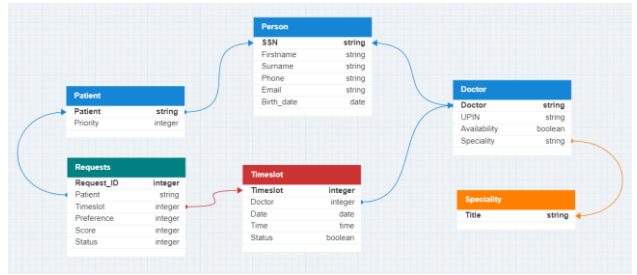 Person
SSN string
Firstname string
Surname string
Phone string
Email string
Birth_date date
Patient
Patient string
Priority integer
Doctor
Doctor string
UPIN string
Availability boolean
Speciality string
Requests
Request_ID integer
Patient string
Timeslot integer
Preference integer
Score integer
Status integer
Timeslot
Timeslot integer
Doctor integer
Date date
Time time
Status boolean
Speciality
Title string